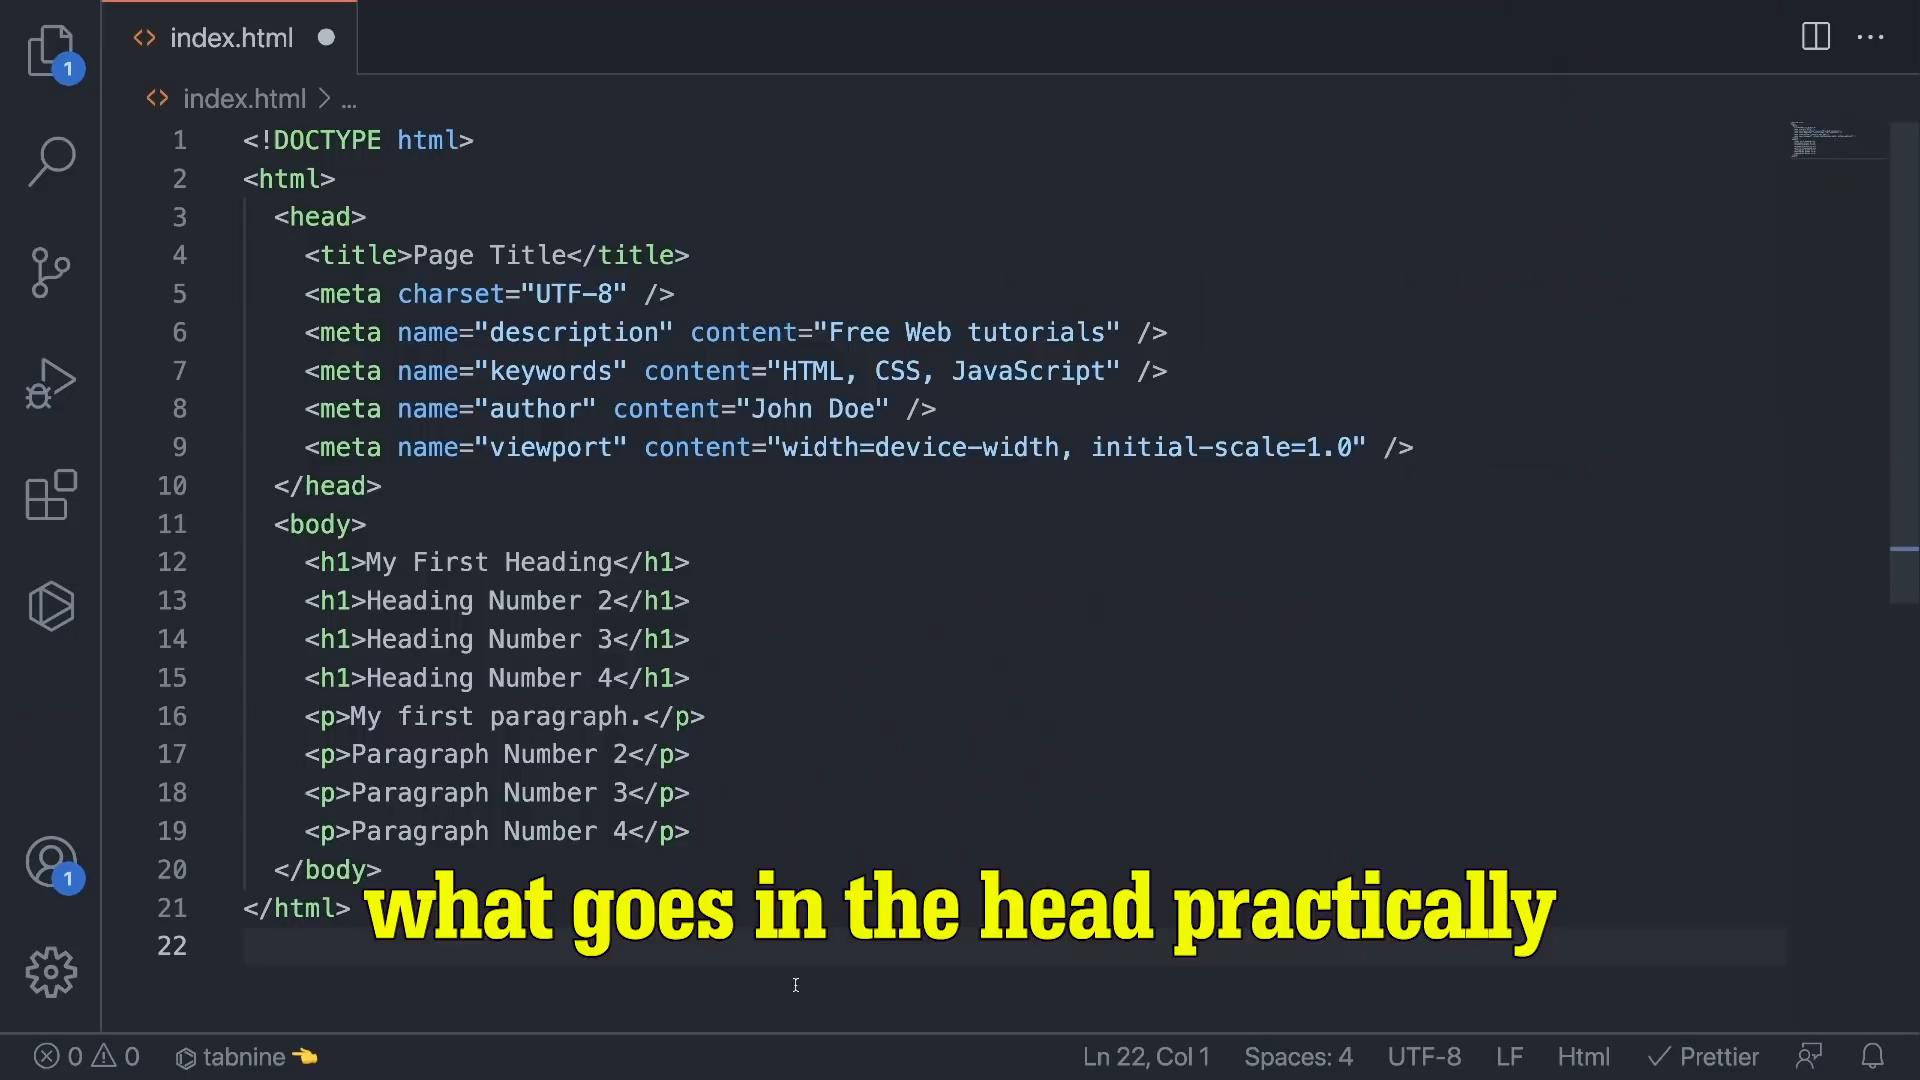 1
index.html
index.html > ...
1 <!DOCTYPE html>
2 <html>
3 <head>
4 <title>Page Title</title>
5 <meta charset="UTF-8" />
6 <meta name="description" content="Free Web tutorials" />
7 <meta name="keywords" content="HTML, CSS, JavaScript" />
8 <meta name="author" content="John Doe" />
9 <meta name="viewport" content="width=device-width, initial-scale=1.0" />
10 </head>
11 <body>
12 <h1>My First Heading</h1>
13 <h1>Heading Number 2</h1>
14 <h1>Heading Number 3</h1>
15 <h1>Heading Number 4</h1>
16 <p>My first paragraph.</p>
17 <p>Paragraph Number 2</p>
18 <p>Paragraph Number 3</p>
19 <p>Paragraph Number 4</p>
20 </body>
1
21 </html>
what goes in the head practically
22
0 0 tabnine Ln 22, Col 1 Spaces: 4 UTF-8 LF Html Prettier